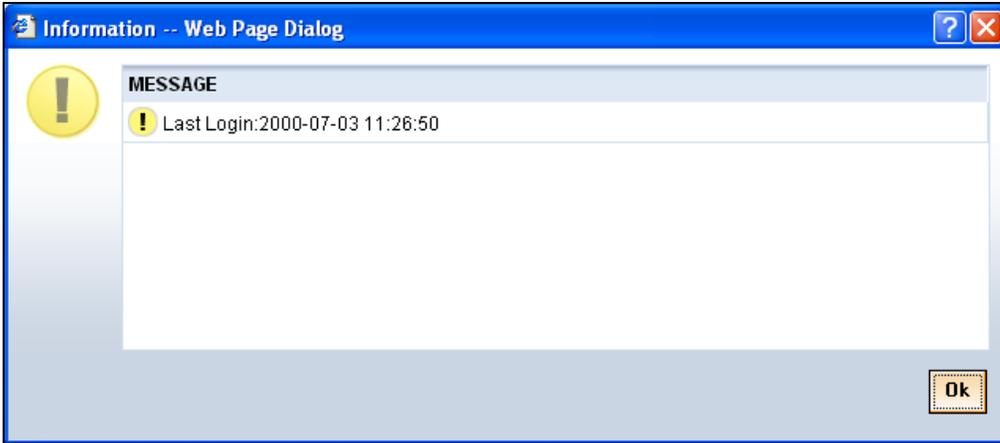 Information -- Web Page Dialog
MESSAGE
Last Login:2000-07-03 11:26:50
Ok